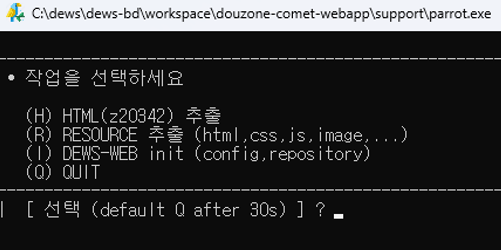 C:\dews\dews-bd\workspace\douzone-comet-webapp\support\parrot.exe
• 작업을 선택하세요
(H) HTML(z20342) 추출
(R) RESOURCE 추출 (html,css,js,image,...)
(I) DEWS-WEB init (config,repository)
(Q) QUIT
| [ 선택 (default Q after 30s) ] ?